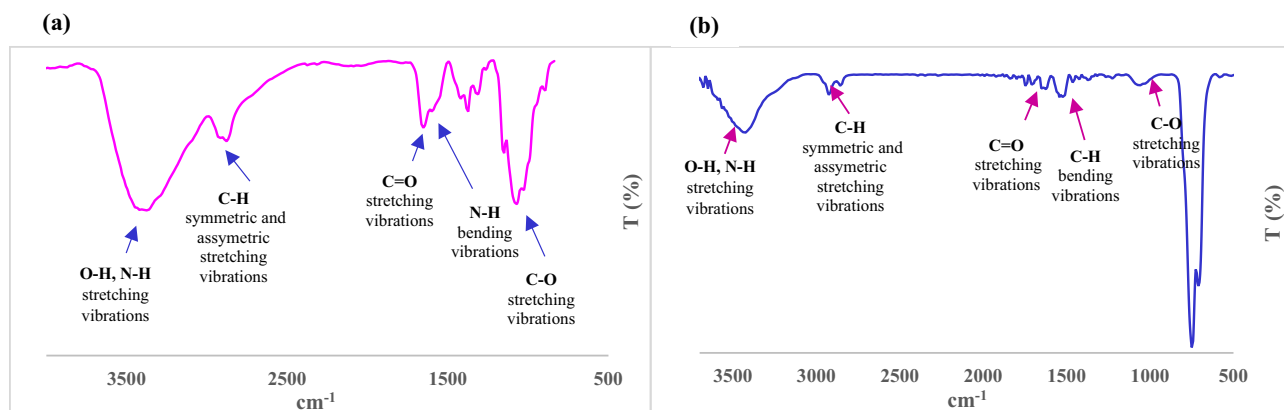 (a)
O-H, N-H
stretching
vibrations
C-H
symmetric and
assymetric
stretching
vibrations
C=O
stretching
vibrations
N-H
bending
vibrations
C-O
stretching
vibrations
T (%)
3500
2500
1500
500
cm-1
(b)
O-H, N-H
stretching
vibrations
C-H
symmetric and
assymetric
stretching
vibrations
C=O
stretching
vibrations
C-H
bending
vibrations
C-O
stretching
vibrations
T (%)
3500
3000
2500
2000
1500
1000
500
cm-1